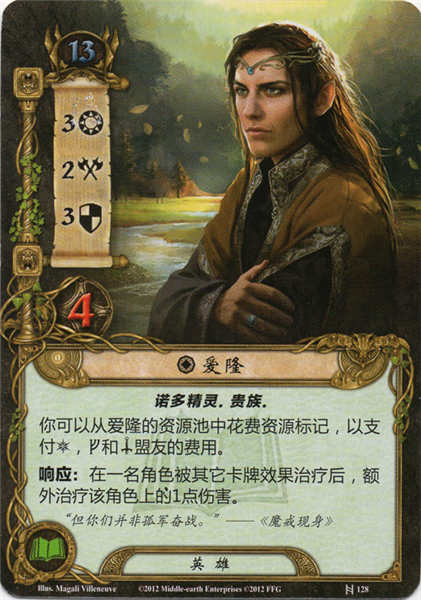 13
3
2
3
4
爱隆
诺多精灵. 贵族.
你可以从爱隆的资源池中花费资源标记，以支
付，和盟友的费用。
响应：在一名角色被其它卡牌效果治疗后，额
外治疗该角色上的1点伤害。
“但你们并非孤军奋战。” ——《魔戒现身》
英雄
Illus. Magali Villeneuve ©2012 Middle-earth Enterprises ©2012 FFG 128